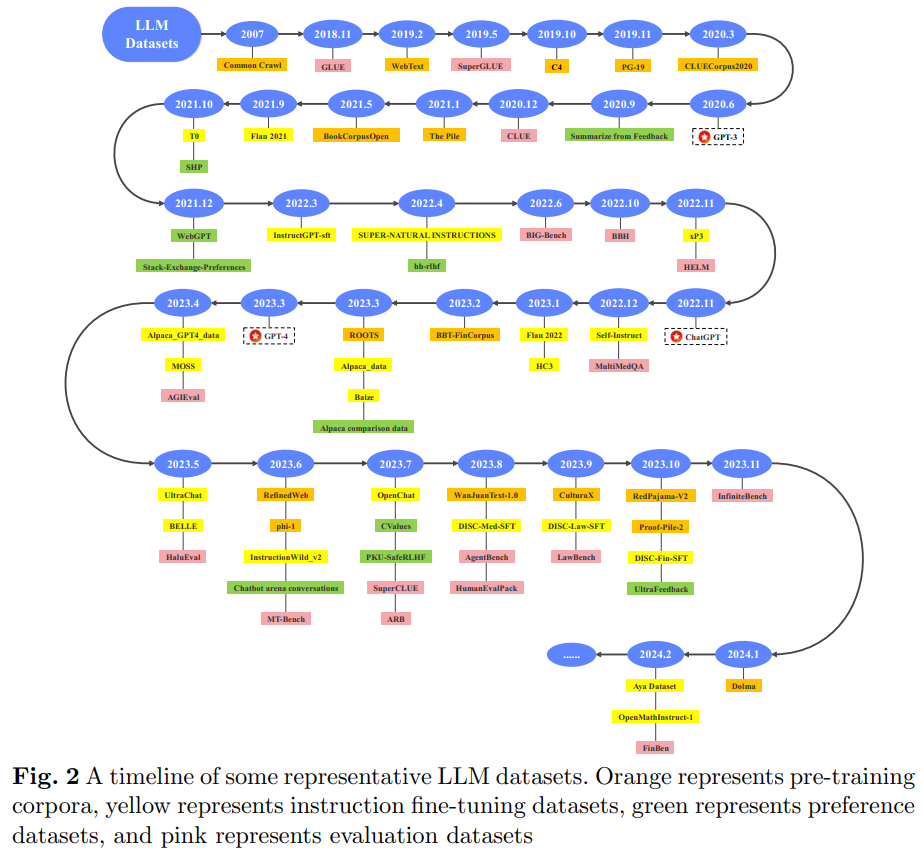 LLM
Datasets
2007
2018.11
2019.2
2019.5
2019.10
2019.11
2020.3
Common Crawl
GLUE
WebText
SuperGLUE
C4
PG-19
CLUECorpus2020
2021.10
2021.9
2021.5
2021.1
2020.12
2020.9
2020.6
T0
Flan 2021
BookCorpusOpen
The Pile
CLUE
Summarize from Feedback
GPT-3
SHP
2021.12
2022.3
2022.4
2022.6
2022.10
2022.11
WebGPT
InstructGPT-sft
SUPER-NATURAL INSTRUCTIONS
BIG-Bench
BBH
xP3
Stack-Exchange-Preferences
hh-rlhf
HELM
2023.4
2023.3
2023.3
2023.2
2023.1
2022.12
2022.11
Alpaca_GPT4_data
GPT-4
ROOTS
BBT-FinCorpus
Flan 2022
Self-Instruct
ChatGPT
MOSS
Alpaca_data
HC3
MultiMedQA
AGIEval
Baize
Alpaca comparison data
2023.5
2023.6
2023.7
2023.8
2023.9
2023.10
2023.11
UltraChat
RefinedWeb
OpenChat
WanJuanText-1.0
CulturaX
RedPajama-V2
InfiniteBench
BELLE
phi-1
CValues
DISC-Med-SFT
DISC-Law-SFT
Proof-Pile-2
HaluEval
InstructionWild_v2
PKU-SafeRLHF
AgentBench
LawBench
DISC-Fin-SFT
Chatbot arena conversations
SuperCLUE
HumanEvalPack
UltraFeedback
MT-Bench
ARB
......
2024.2
2024.1
Aya Dataset
Dolma
OpenMathInstruct-1
FinBen
Fig. 2 A timeline of some representative LLM datasets. Orange represents pre-training
corpora, yellow represents instruction fine-tuning datasets, green represents preference
datasets, and pink represents evaluation datasets